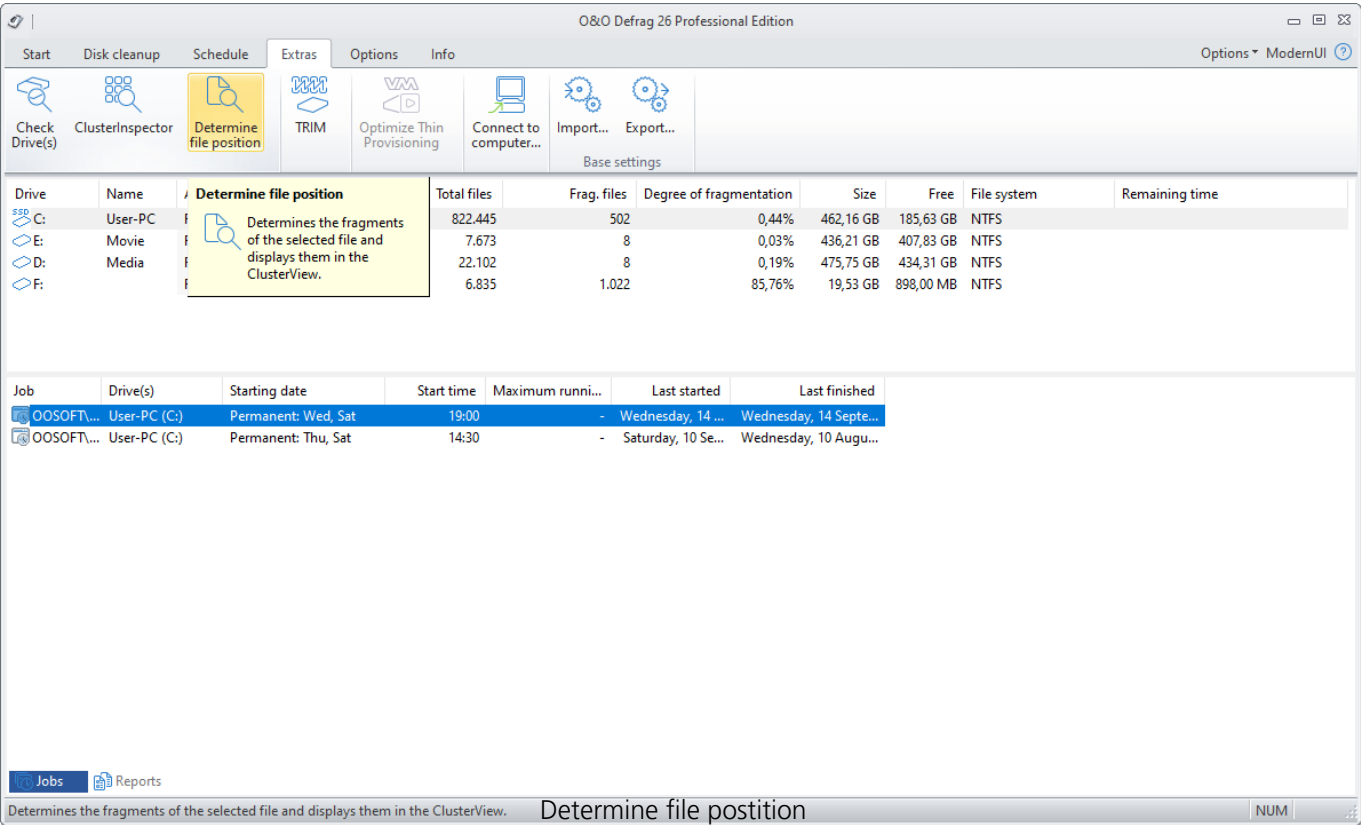 O&O Defrag 26 Professional Edition
Start Disk cleanup Schedule Extras Options Info Options ModernUI ?
Check Drive(s)
ClusterInspector
Determine file position
TRIM
VM
Optimize Thin Provisioning
Connect to computer...
Import... Export...
Base settings
Drive Name A Total files Frag. files Degree of fragmentation Size Free File system Remaining time
SSD C: User-PC 822.445 502 0,44% 462,16 GB 185,63 GB NTFS
E: Movie 7.673 8 0,03% 436,21 GB 407,83 GB NTFS
D: Media 22.102 8 0,19% 475,75 GB 434,31 GB NTFS
F: 6.835 1.022 85,76% 19,53 GB 898,00 MB NTFS
Determine file position
Determines the fragments
of the selected file and
displays them in the
ClusterView.
Job Drive(s) Starting date Start time Maximum runni... Last started Last finished
OOSOFT\... User-PC (C:) Permanent: Wed, Sat 19:00 - Wednesday, 14 ... Wednesday, 14 Septe...
OOSOFT\... User-PC (C:) Permanent: Thu, Sat 14:30 - Saturday, 10 Se... Wednesday, 10 Augu...
Jobs Reports
Determines the fragments of the selected file and displays them in the ClusterView. Determine file postition NUM